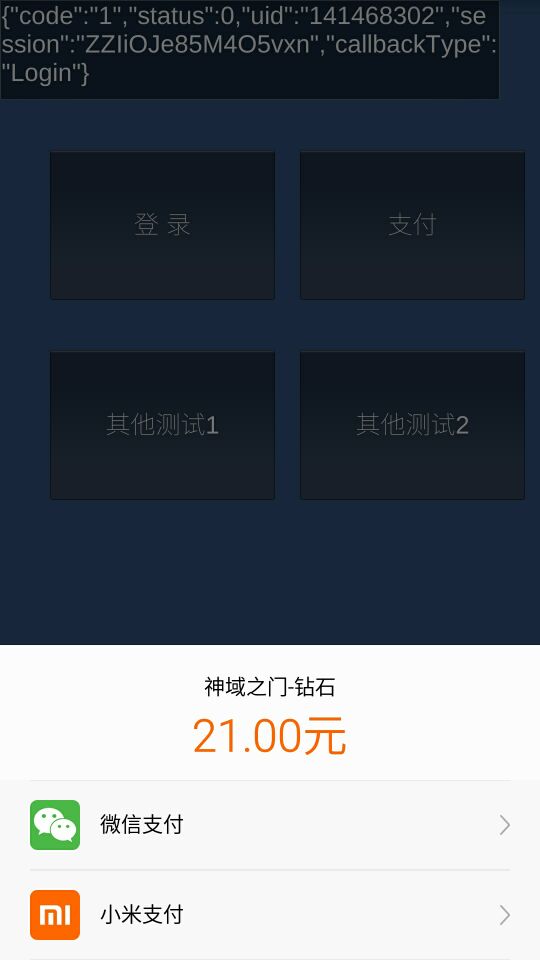 {"code":"1","status":0,"uid":"141468302","se
ssion":"ZZIiOJe85M4O5vxn","callbackType":
"Login"}
登 录
支付
其他测试1
其他测试2
神域之门-钻石
21.00元
微信支付
小米支付